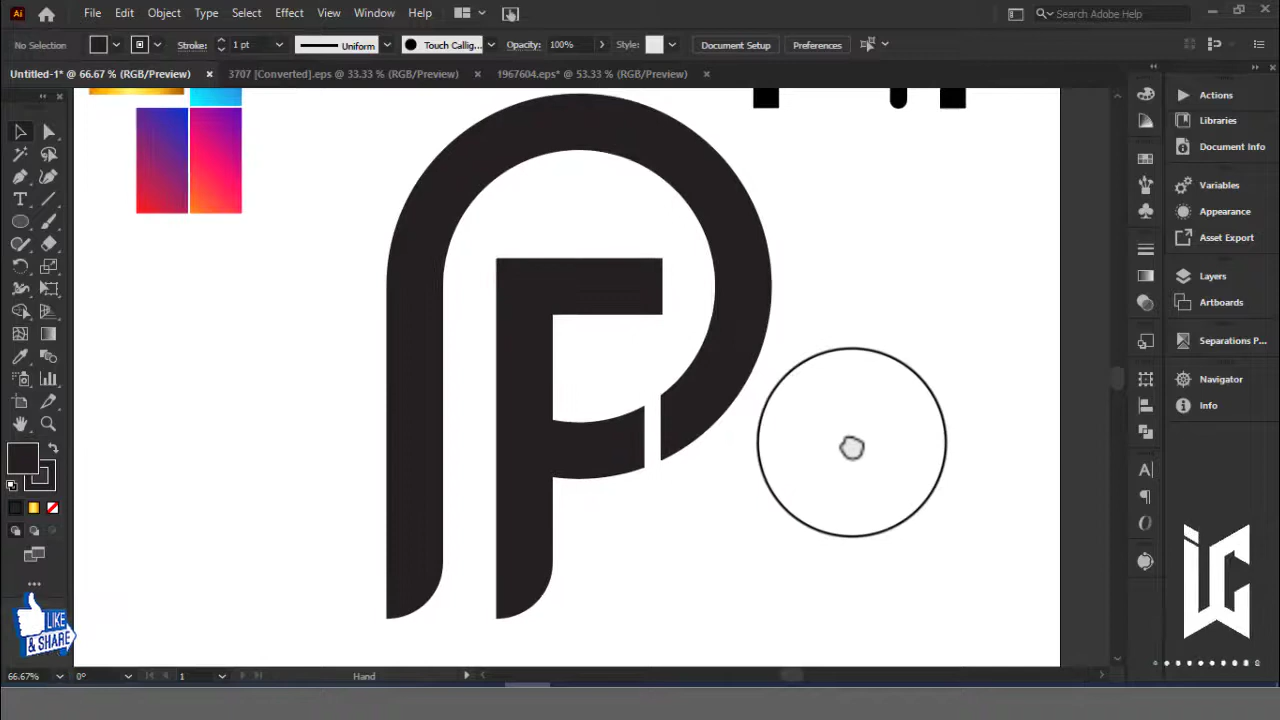 Ai File Edit Object Type Select Effect View Window Help Search Adobe Help
No Selection Stroke: 1 pt Uniform Touch Callig... Opacity: 100% Style: Document Setup Preferences
Untitled-1* @ 66.67 % (RGB/Preview) × 3707 [Converted].eps @ 33.33 % (RGB/Preview) × 1967604.eps* @ 53.33 % (RGB/Preview) ×
Actions
Libraries
Document Info
Variables
Appearance
Asset Export
Layers
Artboards
Separations P...
Navigator
Info
LIKE
& SHARE
66.67% 0° 1 Hand